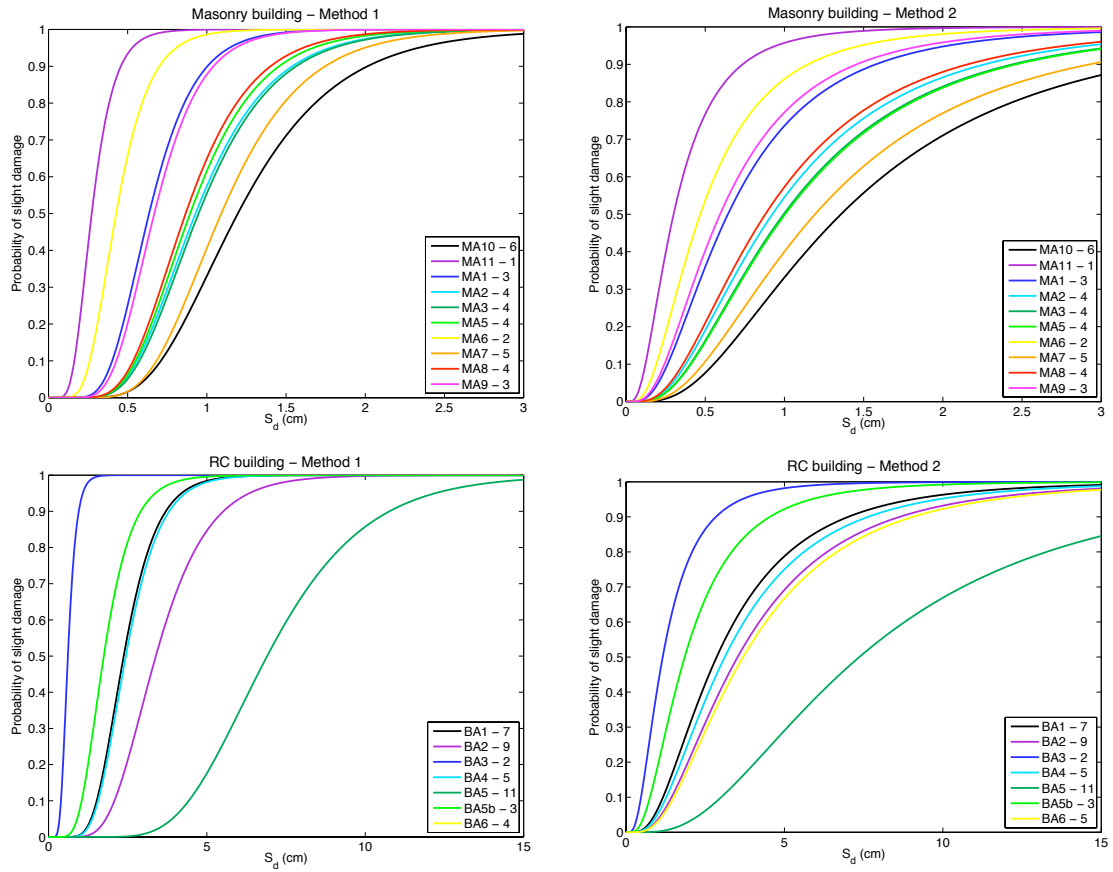 Masonry building – Method 1
Probability of slight damage
1
0.9
0.8
0.7
0.6
0.5
0.4
0.3
0.2
0.1
0
0 0.5 1 1.5 2 2.5 3
S_d (cm)
MA10 – 6
MA11 – 1
MA1 – 3
MA2 – 4
MA3 – 4
MA5 – 4
MA6 – 2
MA7 – 5
MA8 – 4
MA9 – 3
Masonry building – Method 2
Probability of slight damage
1
0.9
0.8
0.7
0.6
0.5
0.4
0.3
0.2
0.1
0
0 0.5 1 1.5 2 2.5 3
S_d (cm)
MA10 – 6
MA11 – 1
MA1 – 3
MA2 – 4
MA3 – 4
MA5 – 4
MA6 – 2
MA7 – 5
MA8 – 4
MA9 – 3
RC building – Method 1
Probability of slight damage
1
0.9
0.8
0.7
0.6
0.5
0.4
0.3
0.2
0.1
0
0 5 10 15
S_d (cm)
BA1 – 7
BA2 – 9
BA3 – 2
BA4 – 5
BA5 – 11
BA5b – 3
BA6 – 4
RC building – Method 2
Probability of slight damage
1
0.9
0.8
0.7
0.6
0.5
0.4
0.3
0.2
0.1
0
0 5 10 15
S_d (cm)
BA1 – 7
BA2 – 9
BA3 – 2
BA4 – 5
BA5 – 11
BA5b – 3
BA6 – 5